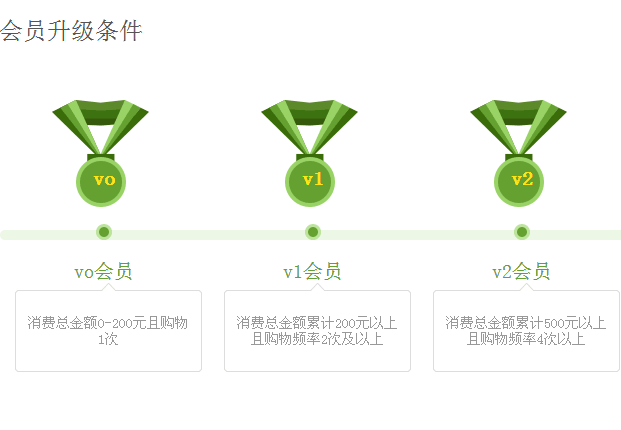 会员升级条件
vo
v1
v2
vo会员
v1会员
v2会员
消费总金额0-200元且购物
1次
消费总金额累计200元以上
且购物频率2次及以上
消费总金额累计500元以上
且购物频率4次以上